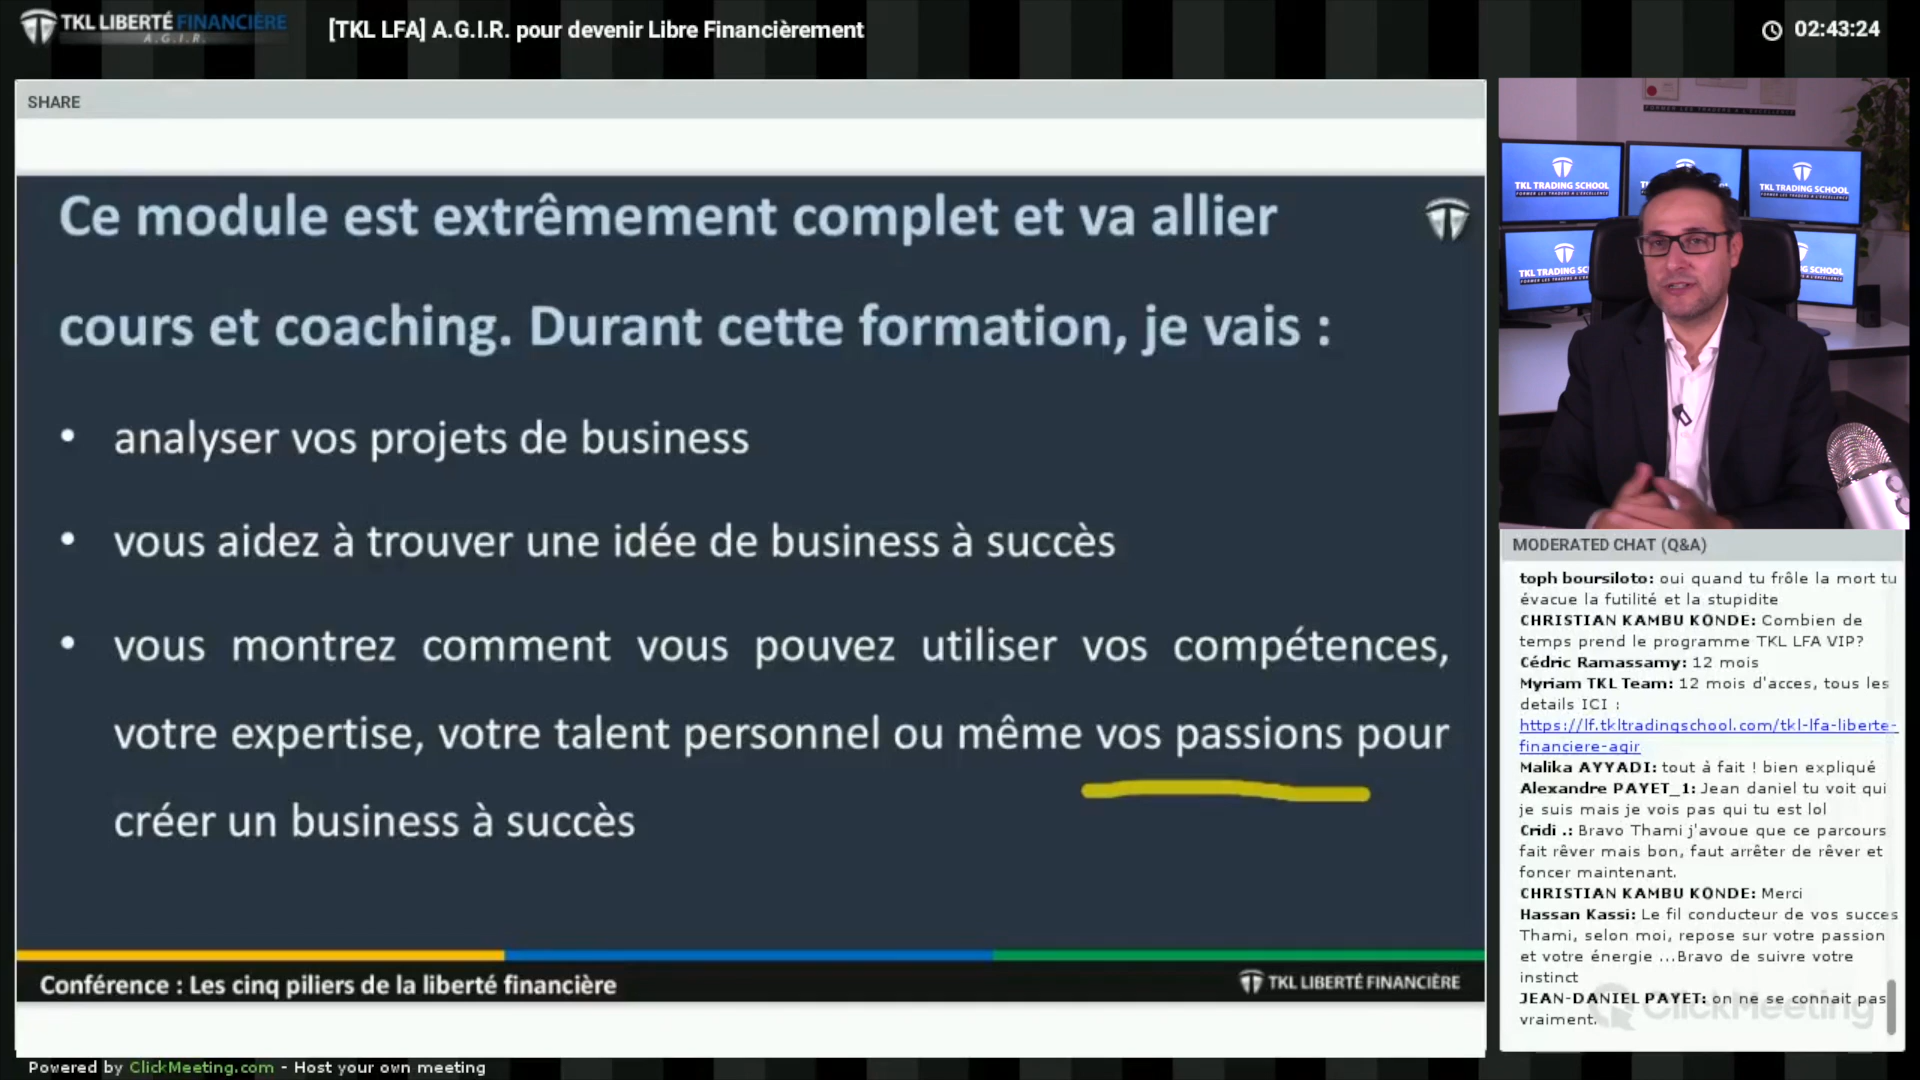 TKL LIBERTÉ FINANCIÈRE
A.G.I.R.
[TKL LFA] A.G.I.R. pour devenir Libre Financièrement
02:43:24
SHARE
Ce module est extrêmement complet et va allier
cours et coaching. Durant cette formation, je vais :
• analyser vos projets de business
• vous aidez à trouver une idée de business à succès
• vous montrez comment vous pouvez utiliser vos compétences,
votre expertise, votre talent personnel ou même vos passions pour
créer un business à succès
Conférence : Les cinq piliers de la liberté financière
TKL LIBERTÉ FINANCIÈRE
TKL TRADING SCHOOL
TKL TRADING SCHOOL
TKL TRADING SC
SCHOOL
MODERATED CHAT (Q&A)
toph boursiloto: oui quand tu frôle la mort tu
évacue la futilité et la stupidite
CHRISTIAN KAMBU KONDE: Combien de
temps prend le programme TKL LFA VIP?
Cédric Ramassamy: 12 mois
Myriam TKL Team: 12 mois d'acces, tous les
details ICI :
https://lf.tkltradingschool.com/tkl-lfa-liberte-
financiere-agir
Malika AYYADI: tout à fait ! bien expliqué
Alexandre PAYET_1: Jean daniel tu voit qui
je suis mais je vois pas qui tu est lol
Cridi .: Bravo Thami j'avoue que ce parcours
fait rêver mais bon, faut arrêter de rêver et
foncer maintenant.
CHRISTIAN KAMBU KONDE: Merci
Hassan Kassi: Le fil conducteur de vos succes
Thami, selon moi, repose sur votre passion
et votre énergie ...Bravo de suivre votre
instinct
JEAN-DANIEL PAYET: on ne se connait pas
vraiment.
ClickMeeting
Powered by ClickMeeting.com - Host your own meeting